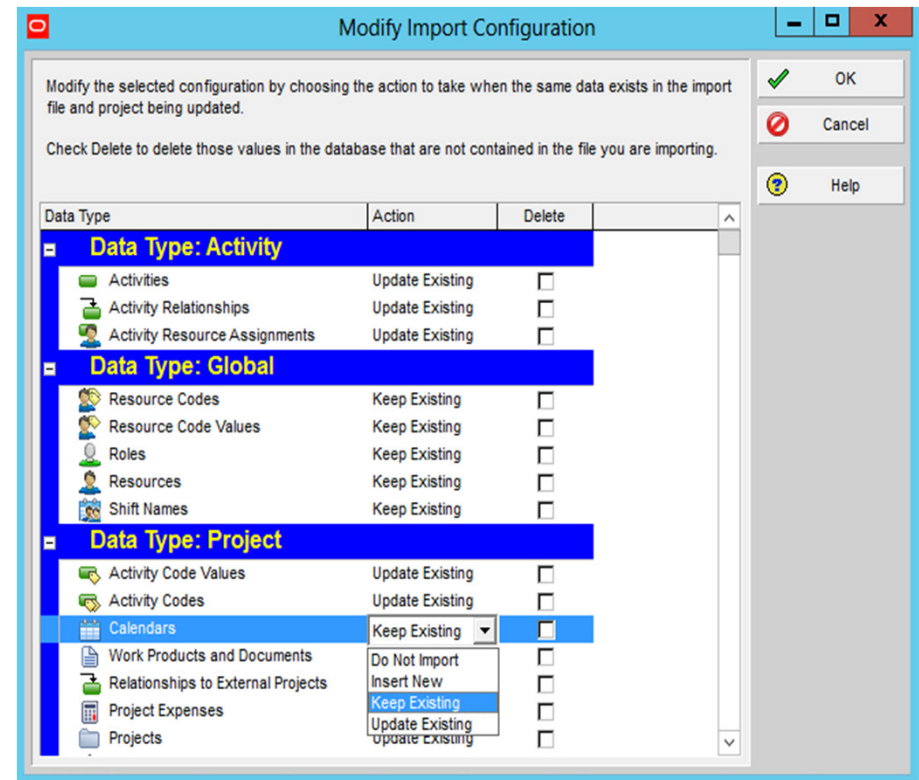 Modify Import Configuration
Modify the selected configuration by choosing the action to take when the same data exists in the import
file and project being updated.
Check Delete to delete those values in the database that are not contained in the file you are importing.
OK
Cancel
Help
Data Type Action Delete
Data Type: Activity
Activities Update Existing
Activity Relationships Update Existing
Activity Resource Assignments Update Existing
Data Type: Global
Resource Codes Keep Existing
Resource Code Values Keep Existing
Roles Keep Existing
Resources Keep Existing
Shift Names Keep Existing
Data Type: Project
Activity Code Values Update Existing
Activity Codes Update Existing
Calendars Keep Existing
Work Products and Documents Do Not Import
Relationships to External Projects Insert New
Project Expenses Keep Existing
Update Existing
Projects Update Existing